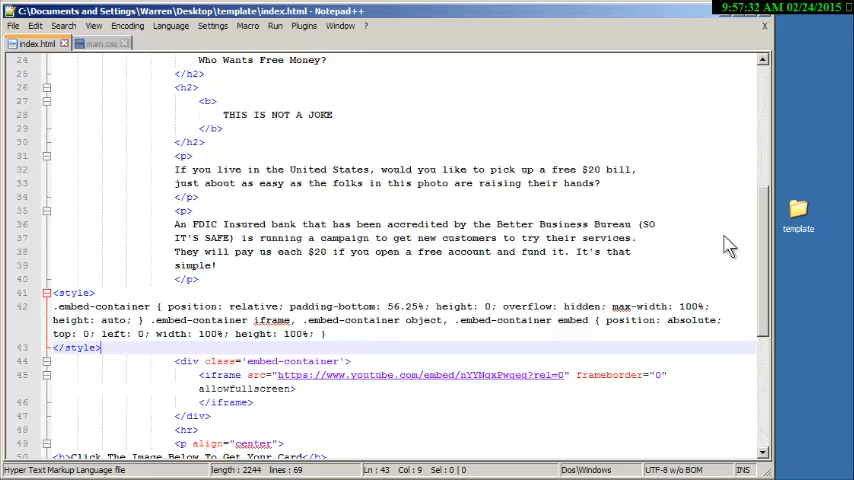 C:\Documents and Settings\Warren\Desktop\template\index.html - Notepad++
9:57:32 AM 02/24/2015
File Edit Search View Encoding Language Settings Macro Run Plugins Window ? X
index.html main.css
24 Who Wants Free Money?
25 </h2>
26 <h2>
27 <b>
28 THIS IS NOT A JOKE
29 </b>
30 </h2>
31 <p>
32 If you live in the United States, would you like to pick up a free $20 bill,
33 just about as easy as the folks in this photo are raising their hands?
34 </p>
35 <p>
36 An FDIC Insured bank that has been accredited by the Better Business Bureau (SO
37 IT'S SAFE) is running a campaign to get new customers to try their services.
38 They will pay us each $20 if you open a free account and fund it. It's that
39 simple!
40 </p>
41 <style>
42 .embed-container { position: relative; padding-bottom: 56.25%; height: 0; overflow: hidden; max-width: 100%;
height: auto; } .embed-container iframe, .embed-container object, .embed-container embed { position: absolute;
top: 0; left: 0; width: 100%; height: 100%; }
43 </style>
44 <div class='embed-container'>
45 <iframe src="https://www.youtube.com/embed/nYYNqxPwqeg?rel=0" frameborder="0"
allowfullscreen>
46 </iframe>
47 </div>
48 <hr>
49 <p align="center">
50 <b>Click The Image Below To Get Your Card</b>
template
Hyper Text Markup Language file length : 2244 lines : 69 Ln : 43 Col : 9 Sel : 0 | 0 Dos\Windows UTF-8 w/o BOM INS